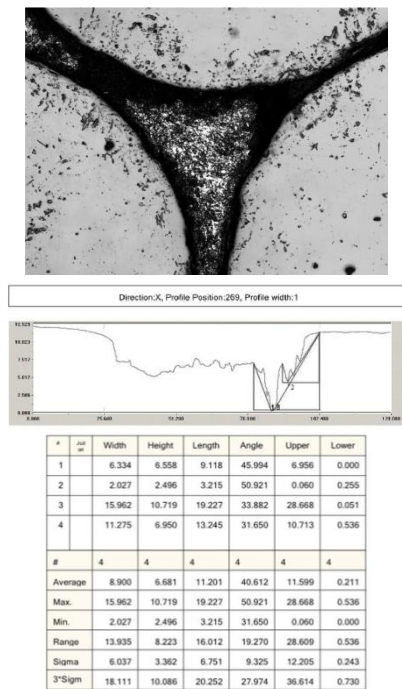 Direction:X, Profile Position:269, Profile width:1
7.517
5.017
0.000
# Width Height Length Angle Upper Lower
1 6.334 6.558 9.118 45.994 6.956 0.000
2 2.027 2.496 3.215 50.921 0.060 0.255
3 15.962 10.719 19.227 33.882 28.668 0.051
4 11.275 6.950 13.245 31.650 10.713 0.536
# 4 4 4 4 4 4
Average 8.900 6.681 11.201 40.612 11.599 0.211
Max. 15.962 10.719 19.227 50.921 28.668 0.536
Min. 2.027 2.496 3.215 31.650 0.060 0.000
Range 13.935 8.223 16.012 19.270 28.609 0.536
Sigma 6.037 3.362 6.751 9.325 12.205 0.243
3*Sigm 18.111 10.086 20.252 27.974 36.614 0.730